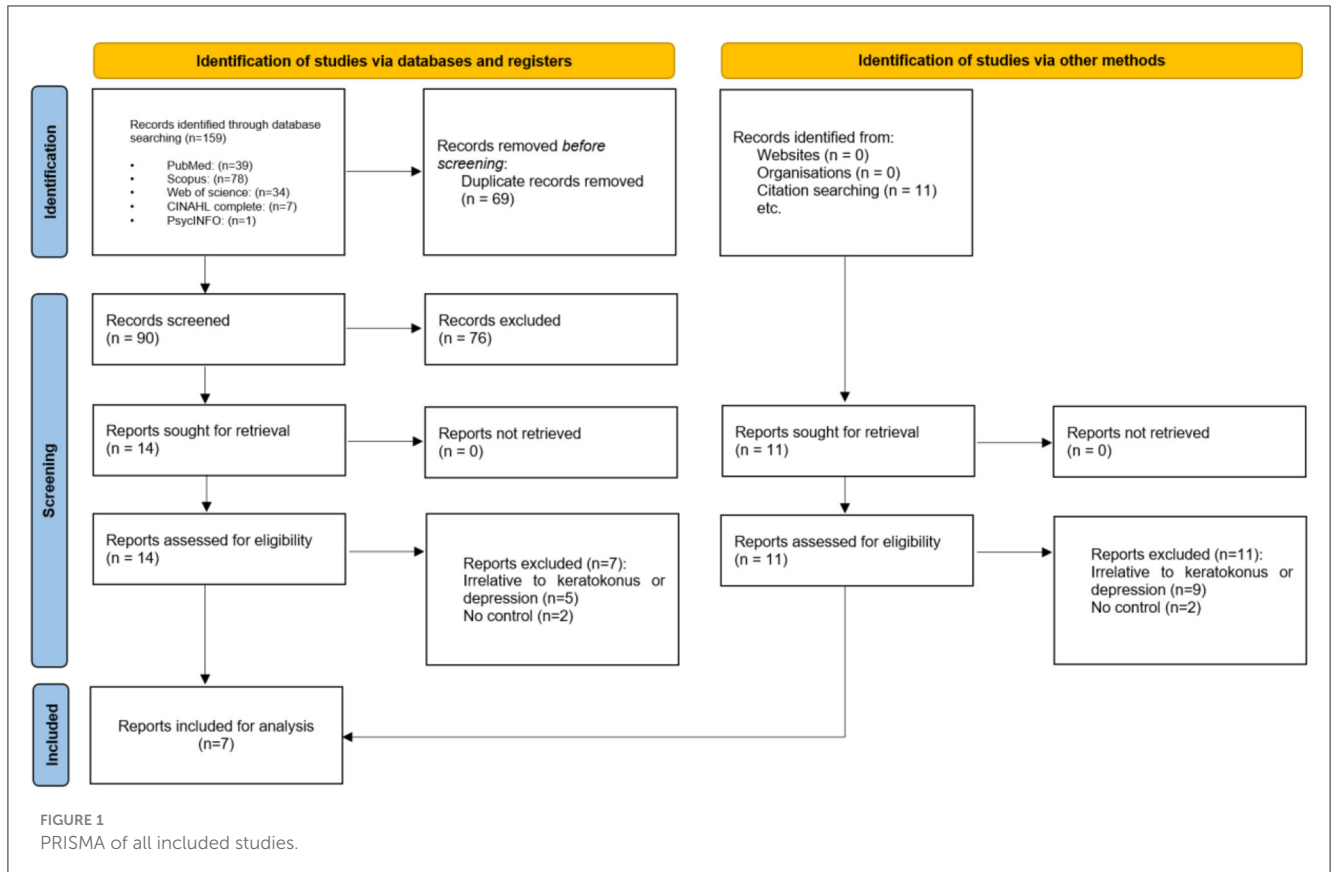 Identification of studies via databases and registers
Identification of studies via other methods
Identification
Records identified through database
searching (n=159)
• PubMed: (n=39)
• Scopus: (n=78)
• Web of science: (n=34)
• CINAHL complete: (n=7)
• PsycINFO: (n=1)
Records removed before
screening:
Duplicate records removed
(n = 69)
Records identified from:
Websites (n = 0)
Organisations (n = 0)
Citation searching (n = 11)
etc.
Screening
Records screened
(n = 90)
Records excluded
(n = 76)
Reports sought for retrieval
(n = 14)
Reports not retrieved
(n = 0)
Reports sought for retrieval
(n = 11)
Reports not retrieved
(n = 0)
Reports assessed for eligibility
(n = 14)
Reports excluded (n=7):
Irrelative to keratokonus or
depression (n=5)
No control (n=2)
Reports assessed for eligibility
(n = 11)
Reports excluded (n=11):
Irrelative to keratokonus or
depression (n=9)
No control (n=2)
Included
Reports included for analysis
(n=7)
FIGURE 1
PRISMA of all included studies.